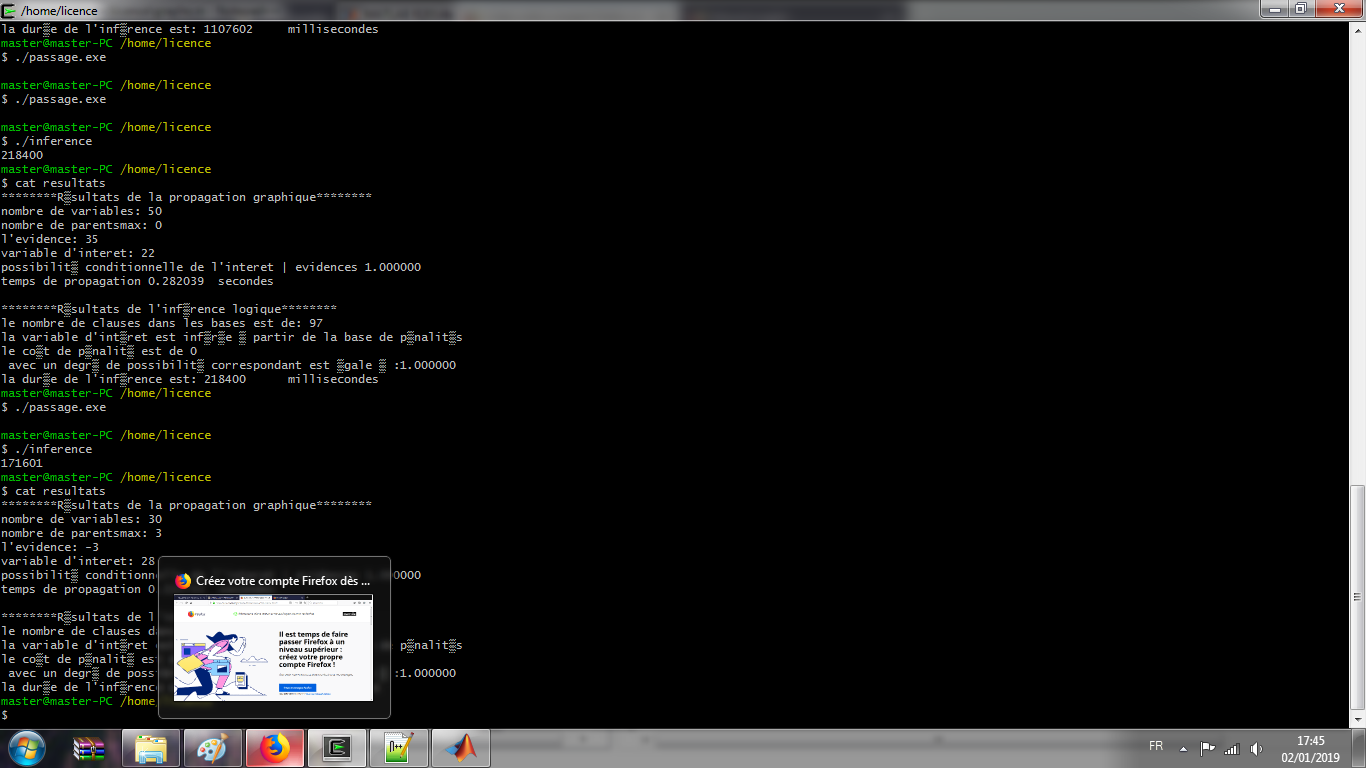 /home/licence
la dur▒e de l'inf▒rence est: 1107602 millisecondes
master@master-PC /home/licence
$ ./passage.exe
master@master-PC /home/licence
$ ./passage.exe
master@master-PC /home/licence
$ ./inference
218400
master@master-PC /home/licence
$ cat resultats
********R▒sultats de la propagation graphique********
nombre de variables: 50
nombre de parentsmax: 0
l'evidence: 35
variable d'interet: 22
possibilit▒ conditionnelle de l'interet | evidences 1.000000
temps de propagation 0.282039 secondes
********R▒sultats de l'inf▒rence logique********
le nombre de clauses dans les bases est de: 97
la variable d'int▒ret est inf▒r▒e ▒ partir de la base de p▒nalit▒s
le co▒t de p▒nalit▒ est de 0
avec un degr▒ de possibilit▒ correspondant est ▒gale ▒ :1.000000
la dur▒e de l'inf▒rence est: 218400 millisecondes
master@master-PC /home/licence
$ ./passage.exe
master@master-PC /home/licence
$ ./inference
171601
master@master-PC /home/licence
$ cat resultats
********R▒sultats de la propagation graphique********
nombre de variables: 30
nombre de parentsmax: 3
l'evidence: -3
variable d'interet: 28
possibilit▒ condition 0000
temps de propagation 0
********R▒sultats de l'i
le nombre de clauses da
la variable d'int▒ret p▒nalit▒s
le co▒t de p▒nalit▒ est
avec un degr▒ de poss :1.000000
la dur▒e de l'inf▒rence
master@master-PC /home/
$
Créez votre compte Firefox dès ...
Il est temps de faire
passer Firefox à un
niveau supérieur :
créez votre propre
compte Firefox !
FR
17:45
02/01/2019